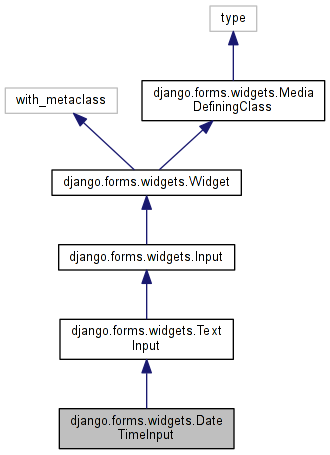 type
with_metaclass
django.forms.widgets.Media
DefiningClass
django.forms.widgets.Widget
django.forms.widgets.Input
django.forms.widgets.Text
Input
django.forms.widgets.Date
TimeInput